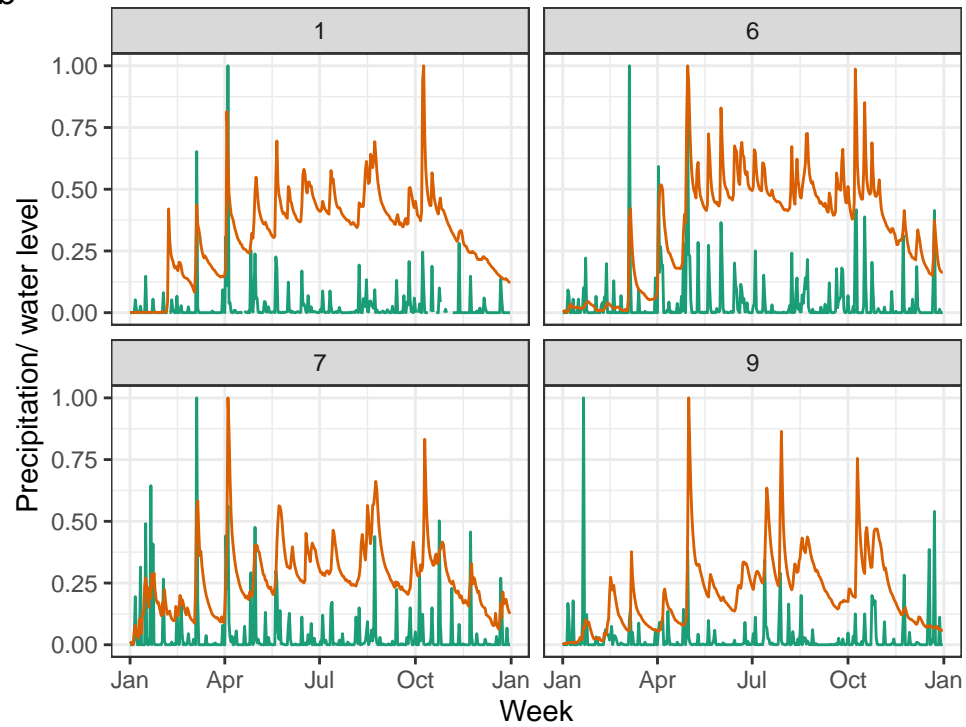 b
1
6
1.00
0.75
0.50
0.25
0.00
7
9
1.00
0.75
0.50
0.25
0.00
Precipitation/ water level
Jan Apr Jul Oct Jan
Jan Apr Jul Oct Jan
Week